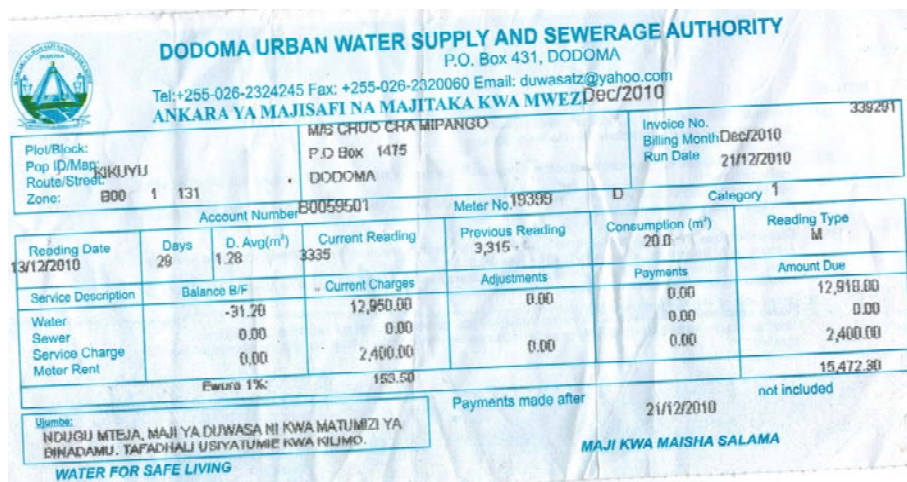 DODOMA URBAN WATER SUPPLY AND SEWERAGE AUTHORITY
P.O. Box 431, DODOMA
Tel:+255-026-2324245 Fax: +255-026-2320060 Email: duwasatz@yahoo.com
ANKARA YA MAJISAFI NA MAJITAKA KWA MWEZI Dec/2010
Plot/Block:
Pop ID/Map:
KIKUYU
Route/Street:
Zone: B00 1 131
M/S CHUO CHA MIPANGO
P.O Box 1475
DODOMA
Invoice No. 339291
Billing Month Dec/2010
Run Date 21/12/2010
Account Number B0059501 Meter No. 19399 D Category 1
Reading Date Days D. Avg(m³) Current Reading Previous Reading Consumption (m³) Reading Type
13/12/2010 29 1.28 3335 3,315 20.0 M
Service Description Balance B/F Current Charges Adjustments Payments Amount Due
Water -31.20 12,950.00 0.00 0.00 12,918.80
Sewer 0.00 0.00 0.00 0.00
Service Charge 0.00 2,400.00 0.00 0.00 2,400.00
Meter Rent
Ewura 1%: 153.50 15,472.30
Payments made after 21/12/2010 not included
Ujumbe:
NDUGU MTEJA, MAJI YA DUWASA NI KWA MATUMIZI YA
BINADAMU. TAFADHALI USIYATUMIE KWA KILIMO.
MAJI KWA MAISHA SALAMA
WATER FOR SAFE LIVING